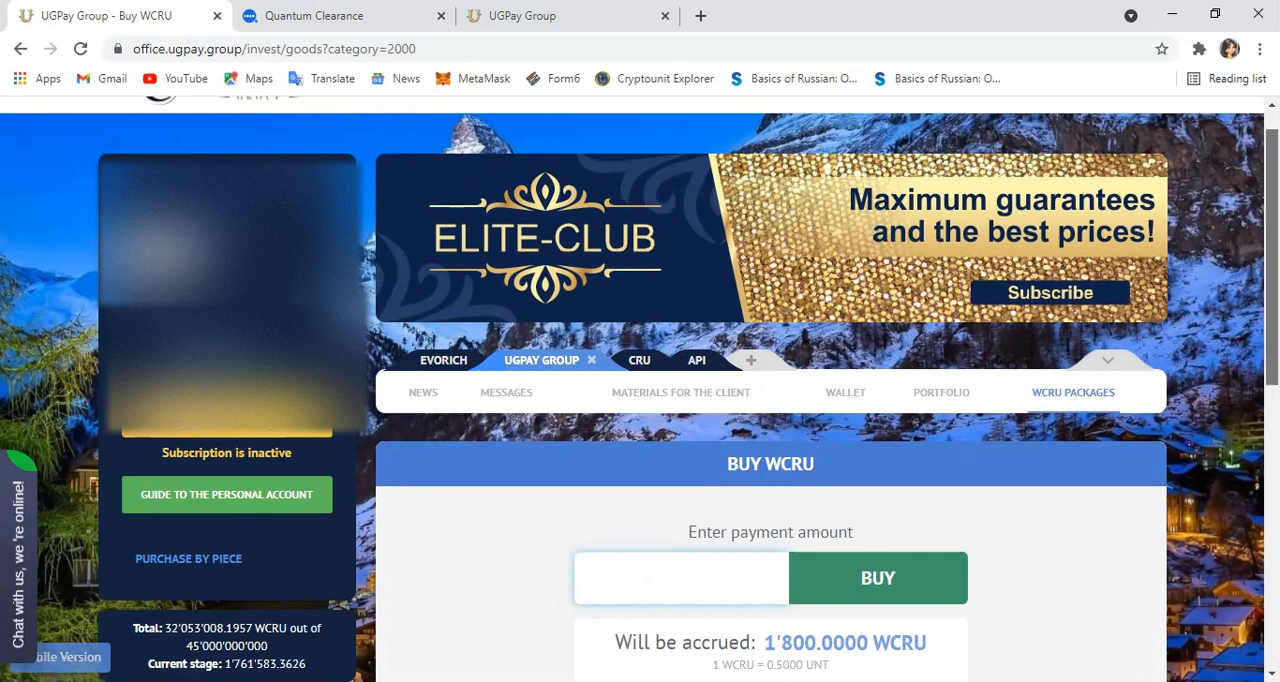 UGPay Group - Buy WCRU
Quantum Clearance
UGPay Group
office.ugpay.group/invest/goods?category=2000
Apps
Gmail
YouTube
Maps
Translate
News
MetaMask
Form6
Cryptounit Explorer
Basics of Russian: O...
Basics of Russian: O...
Reading list
ELITE-CLUB
Maximum guarantees
and the best prices!
Subscribe
EVORICH
UGPAY GROUP
CRU
API
NEWS
MESSAGES
MATERIALS FOR THE CLIENT
WALLET
PORTFOLIO
WCRU PACKAGES
Subscription is inactive
GUIDE TO THE PERSONAL ACCOUNT
PURCHASE BY PIECE
Total: 32'053'008.1957 WCRU out of
45'000'000'000
Current stage: 1'761'583.3626
Chat with us, we're online!
bile Version
BUY WCRU
Enter payment amount
BUY
Will be accrued: 1'800.0000 WCRU
1 WCRU = 0.5000 UNT